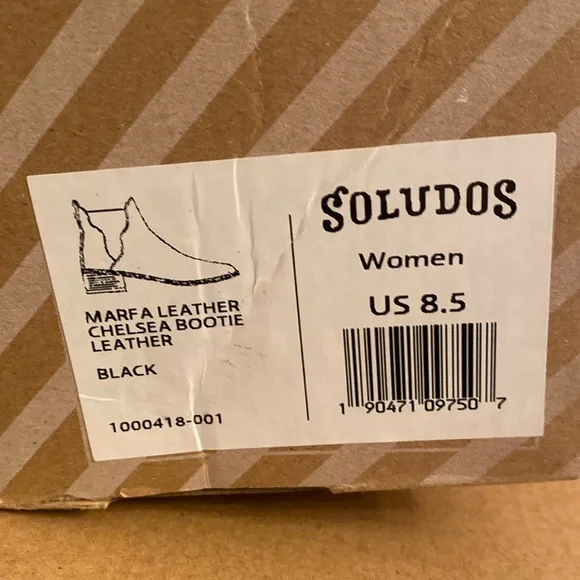 MARFA LEATHER
CHELSEA BOOTIE
LEATHER
BLACK
1000418-001
SOLUDOS
Women
US 8.5
1 90471 09750 7